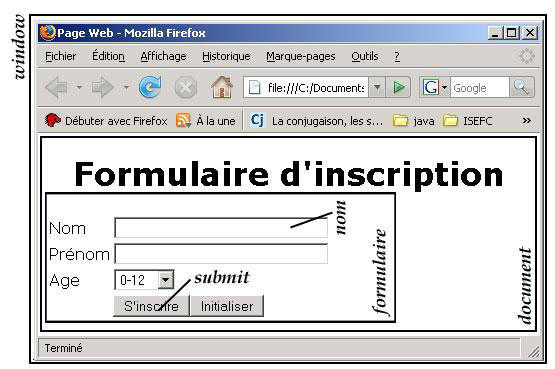 window
Page Web - Mozilla Firefox
Fichier Édition Affichage Historique Marque-pages Outils ?
file:///C:/Documents G Google
Débuter avec Firefox À la une Cj La conjugaison, les s... java ISEFC »
Formulaire d'inscription
Nom
nom
Prénom
Age 0-12
submit
S'inscrire Initialiser
formulaire
document
Terminé